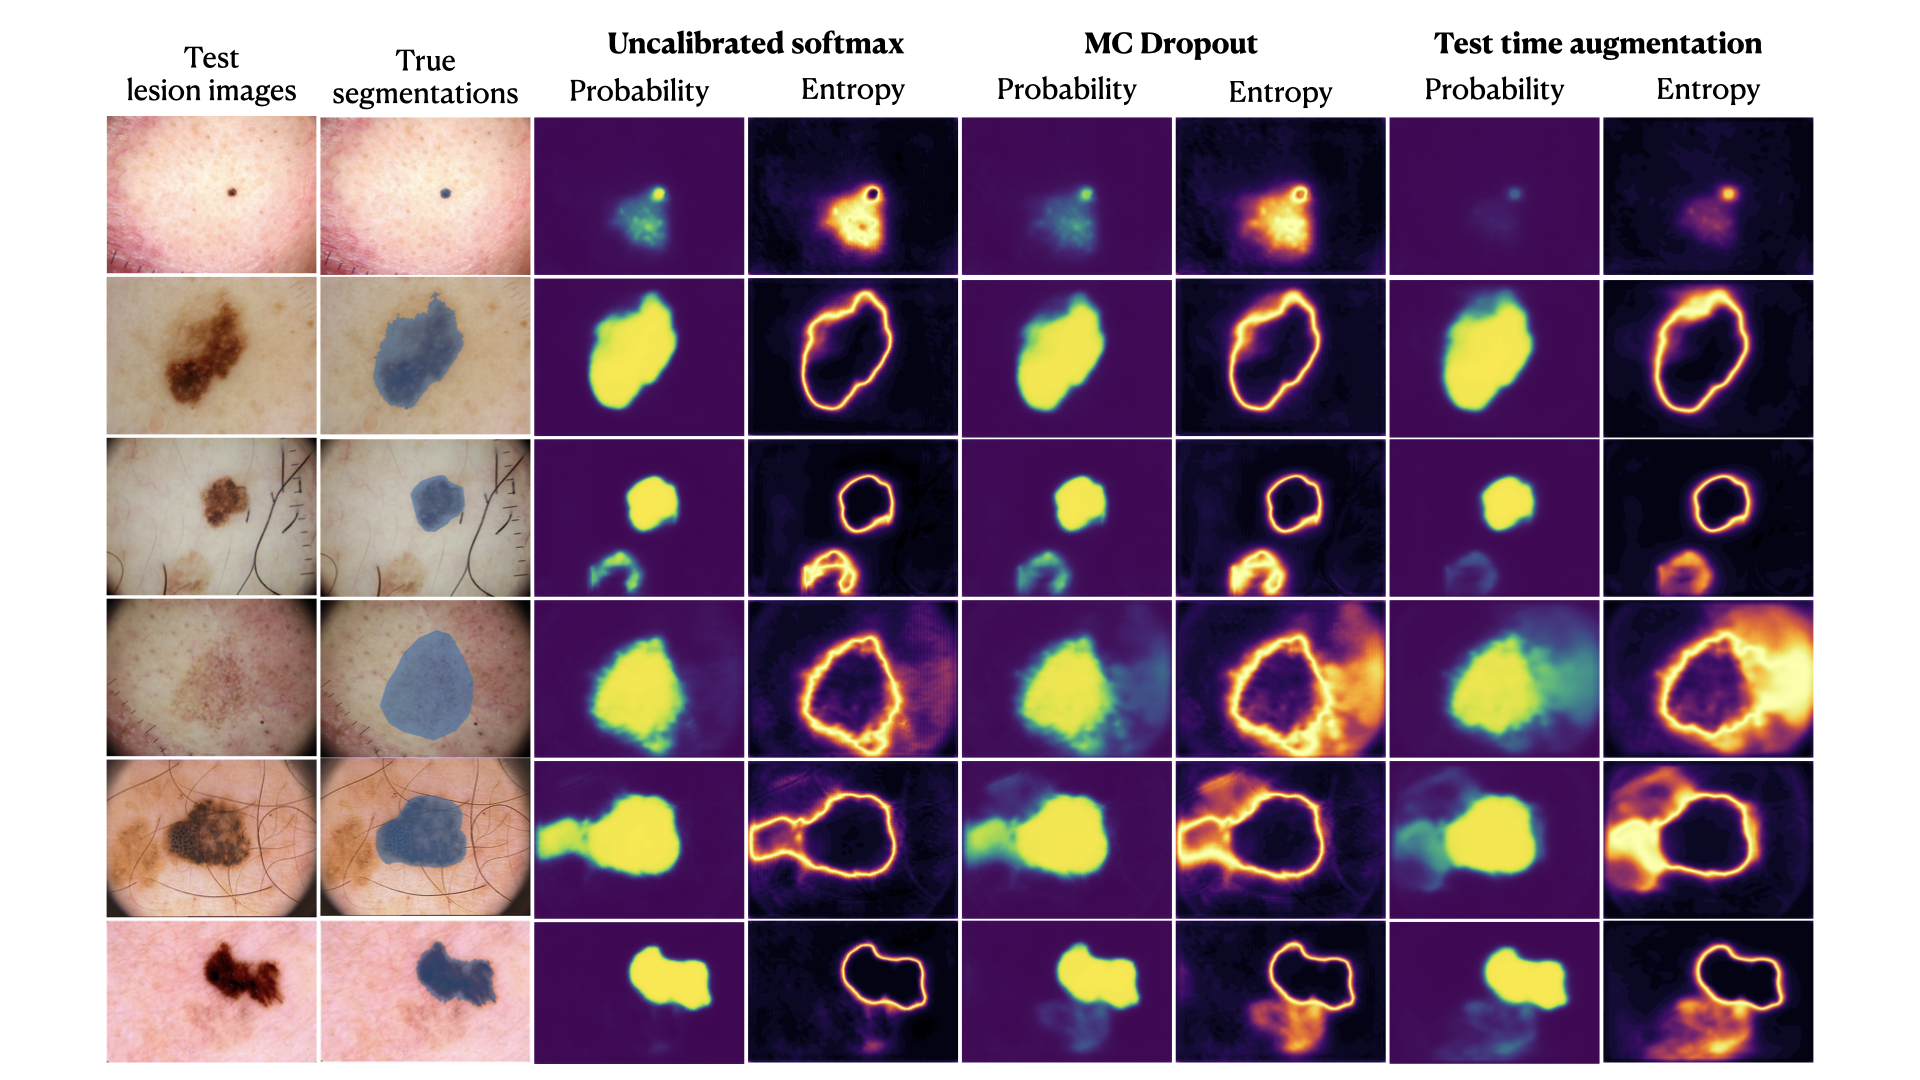 Uncalibrated softmax
MC Dropout
Test time augmentation
Test
lesion images
True
segmentations
Probability
Entropy
Probability
Entropy
Probability
Entropy